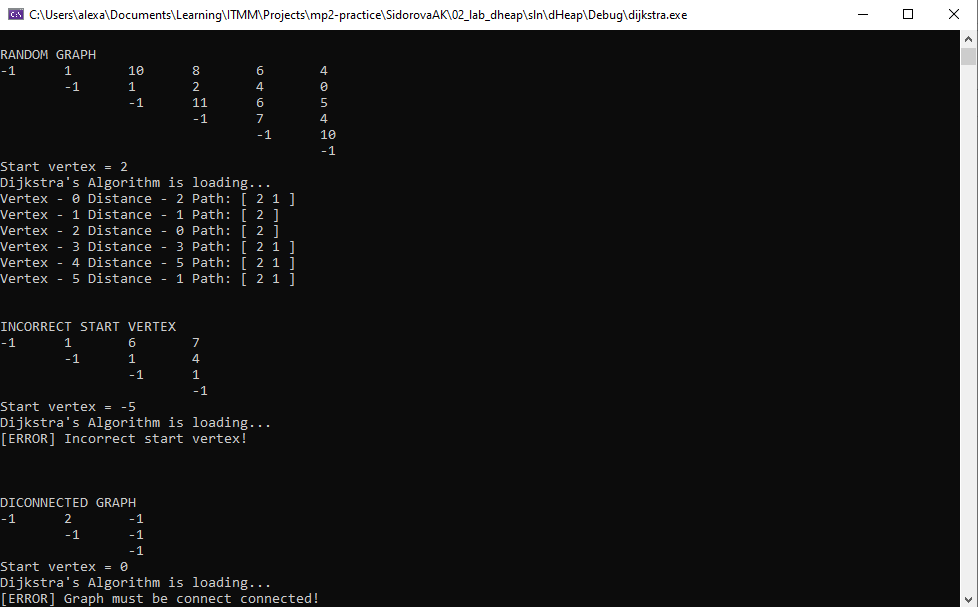 C:\Users\alexa\Documents\Learning\ITMM\Projects\mp2-practice\SidorovaAK\02_lab_dheap\sln\dHeap\Debug\dijkstra.exe
RANDOM GRAPH
-1 1 10 8 6 4
-1 1 2 4 0
-1 11 6 5
-1 7 4
-1 10
-1
Start vertex = 2
Dijkstra's Algorithm is loading...
Vertex - 0 Distance - 2 Path: [ 2 1 ]
Vertex - 1 Distance - 1 Path: [ 2 ]
Vertex - 2 Distance - 0 Path: [ 2 ]
Vertex - 3 Distance - 3 Path: [ 2 1 ]
Vertex - 4 Distance - 5 Path: [ 2 1 ]
Vertex - 5 Distance - 1 Path: [ 2 1 ]
INCORRECT START VERTEX
-1 1 6 7
-1 1 4
-1 1
-1
Start vertex = -5
Dijkstra's Algorithm is loading...
[ERROR] Incorrect start vertex!
DICONNECTED GRAPH
-1 2 -1
-1 -1
-1
Start vertex = 0
Dijkstra's Algorithm is loading...
[ERROR] Graph must be connect connected!